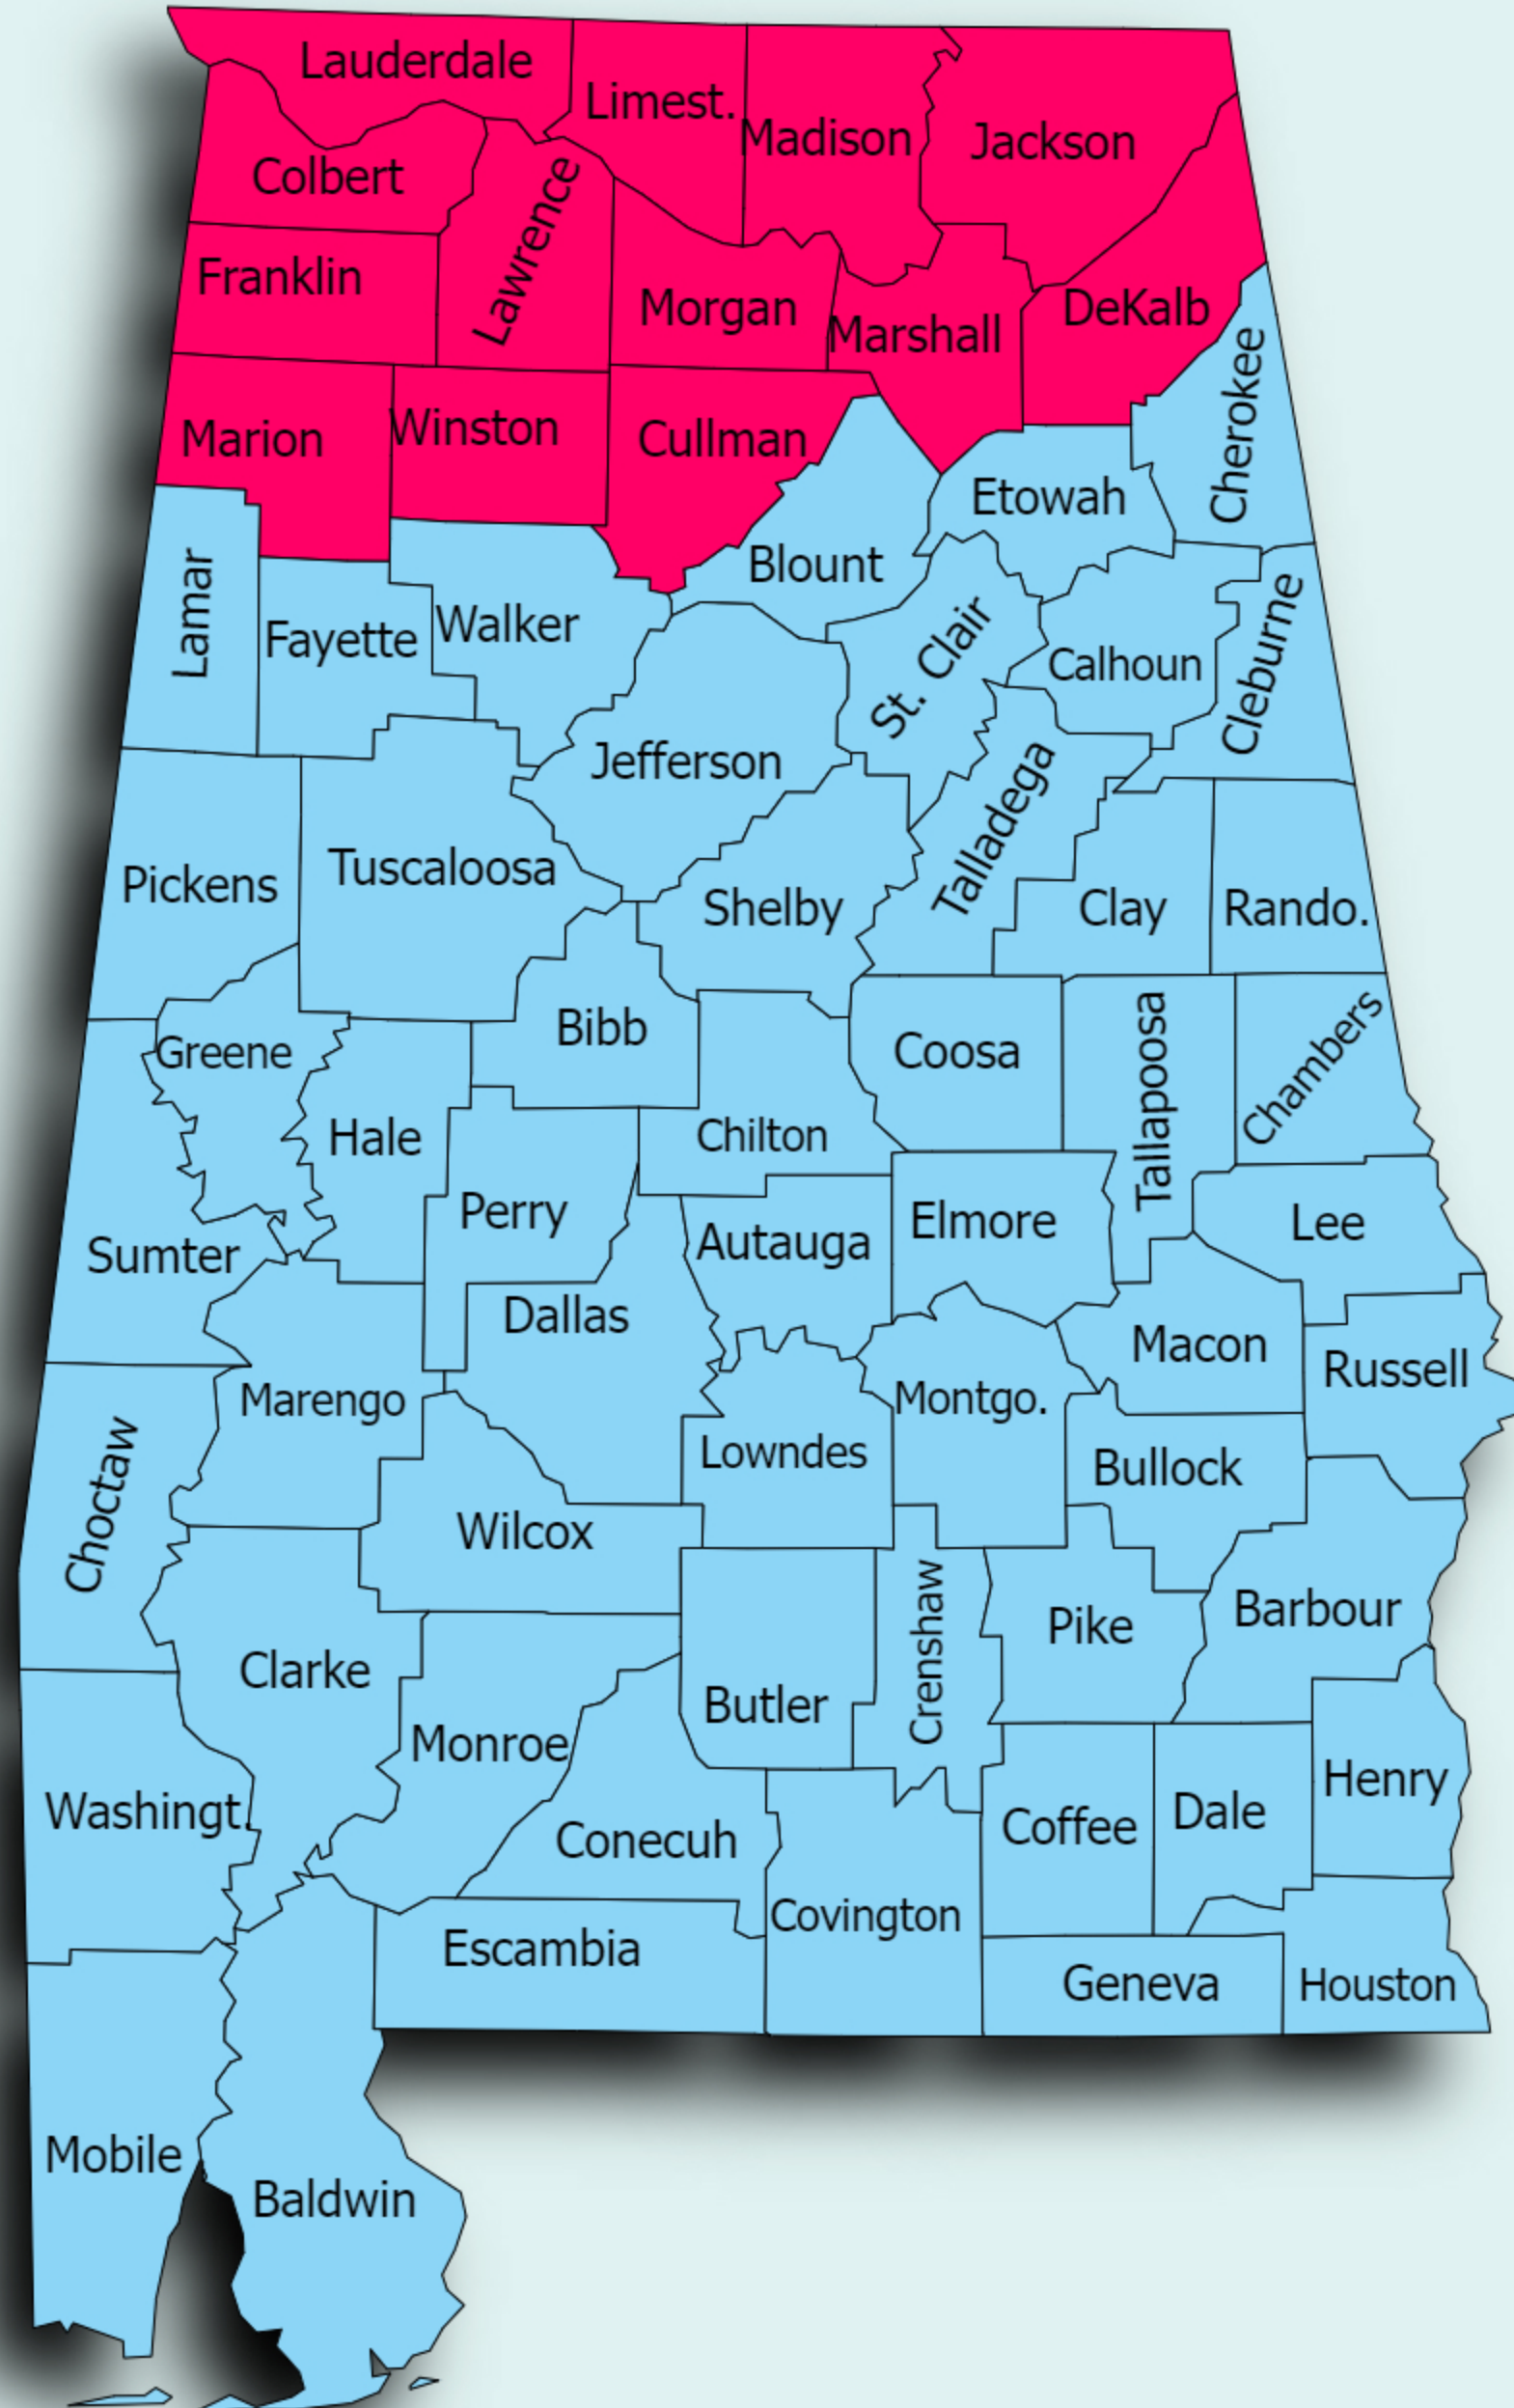 Lauderdale
Limest.
Madison
Jackson
Colbert
Lawrence
Franklin
Morgan
Marshall
DeKalb
Cherokee
Marion
Winston
Cullman
Etowah
Blount
Lamar
Fayette
Walker
St. Clair
Calhoun
Cleburne
Jefferson
Talladega
Pickens
Tuscaloosa
Shelby
Clay
Rando.
Greene
Bibb
Coosa
Tallapoosa
Chambers
Hale
Chilton
Perry
Sumter
Autauga
Elmore
Lee
Dallas
Macon
Russell
Marengo
Montgo.
Choctaw
Lowndes
Bullock
Wilcox
Clarke
Crenshaw
Pike
Barbour
Butler
Monroe
Washingt.
Conecuh
Coffee
Dale
Henry
Covington
Escambia
Geneva
Houston
Mobile
Baldwin